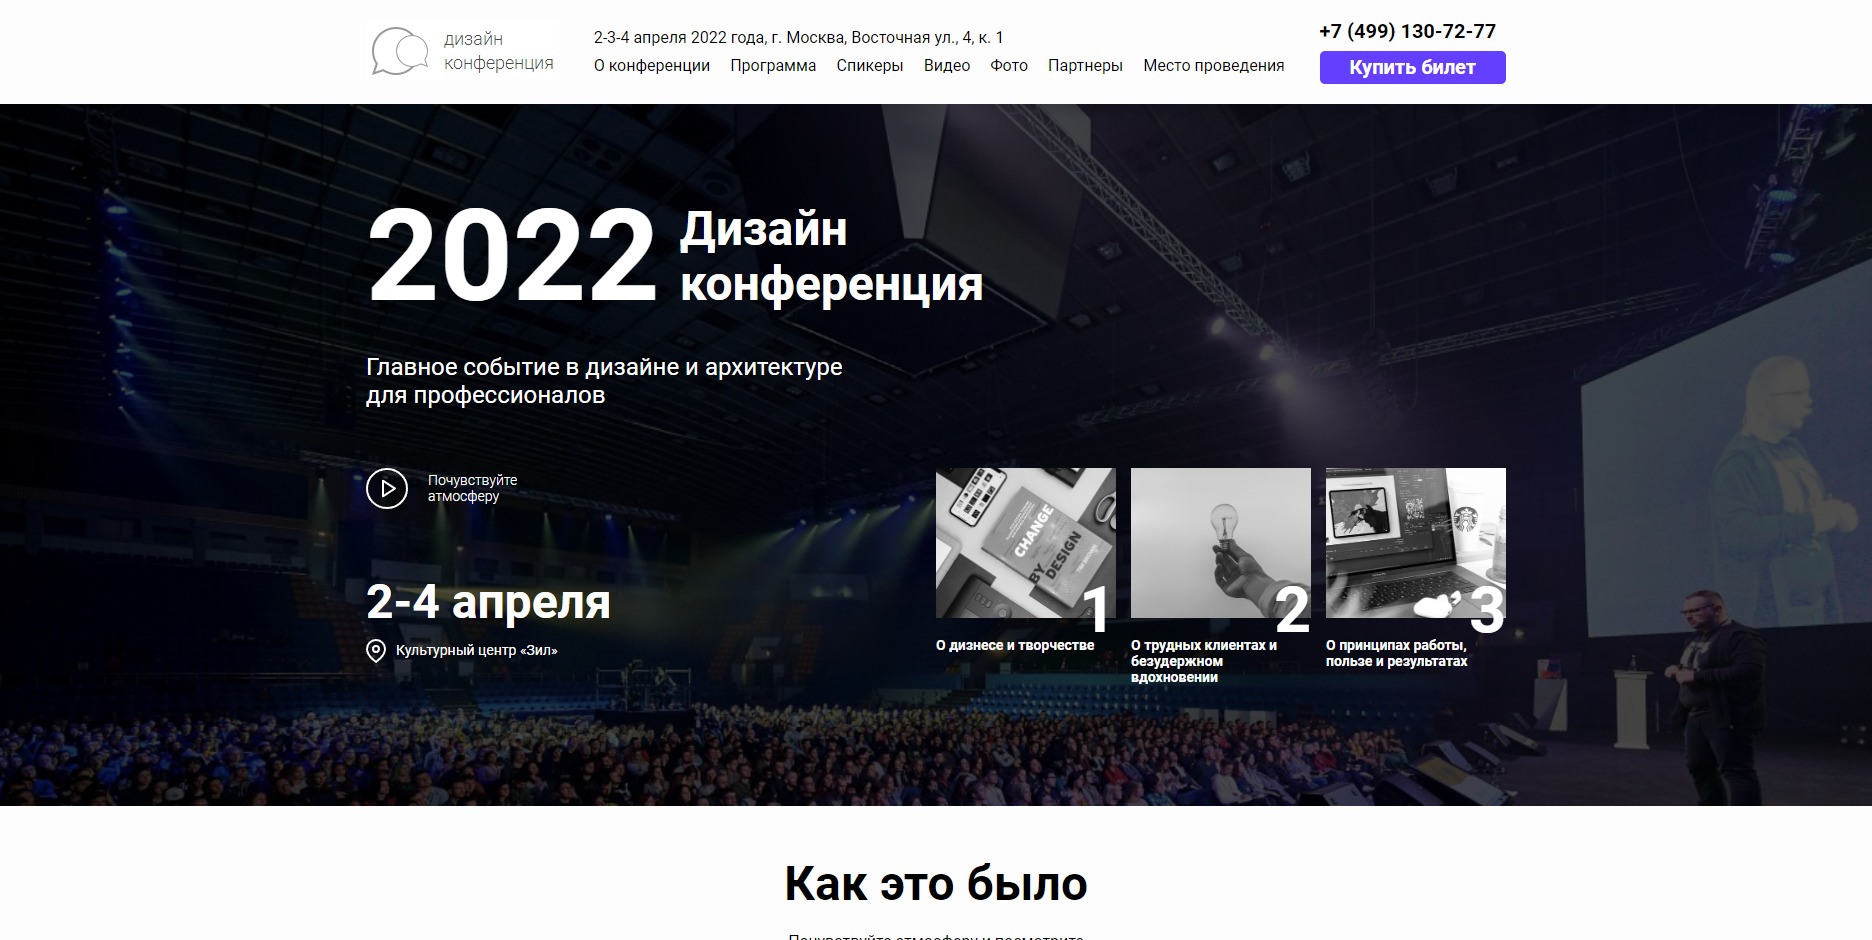 дизайн
конференция
2-3-4 апреля 2022 года, г. Москва, Восточная ул., 4, к. 1
О конференции Программа Спикеры Видео Фото Партнеры Место проведения
+7 (499) 130-72-77
Купить билет
2022
Дизайн
конференция
Главное событие в дизайне и архитектуре
для профессионалов
Почувствуйте
атмосферу
2-4 апреля
Культурный центр «Зил»
CHANGE
BY DESIGN
1
О дизнесе и творчестве
2
О трудных клиентах и
безудержном
вдохновении
3
О принципах работы,
пользе и результатах
Как это было
Почувствуйте атмосферу и посмотрите